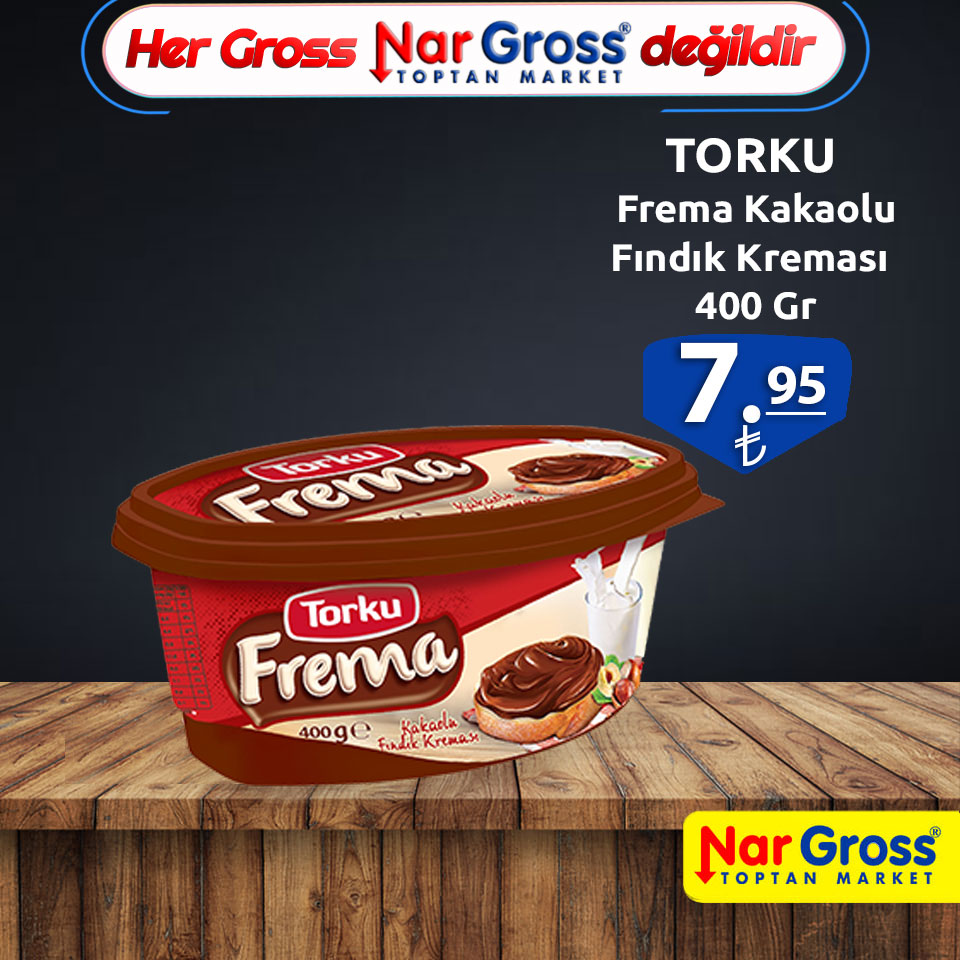 Her Gross Nar Gross® değildir
TOPTAN MARKET
TORKU
Frema Kakaolu
Fındık Kreması
400 Gr
7.95
₺
Torku
Frema
Kakaolu
Torku
Frema
400g℮
Kakaolu
Fındık Kreması
Nar Gross®
TOPTAN MARKET